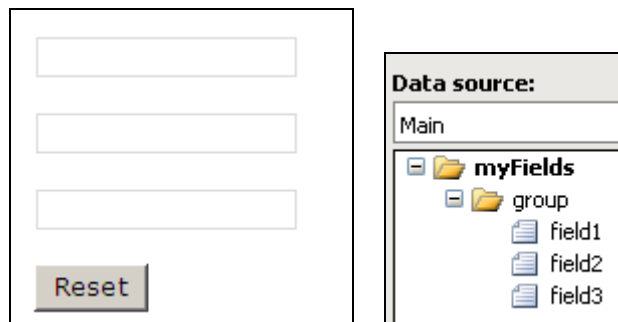 Reset
Data source:
Main
myFields
group
field1
field2
field3